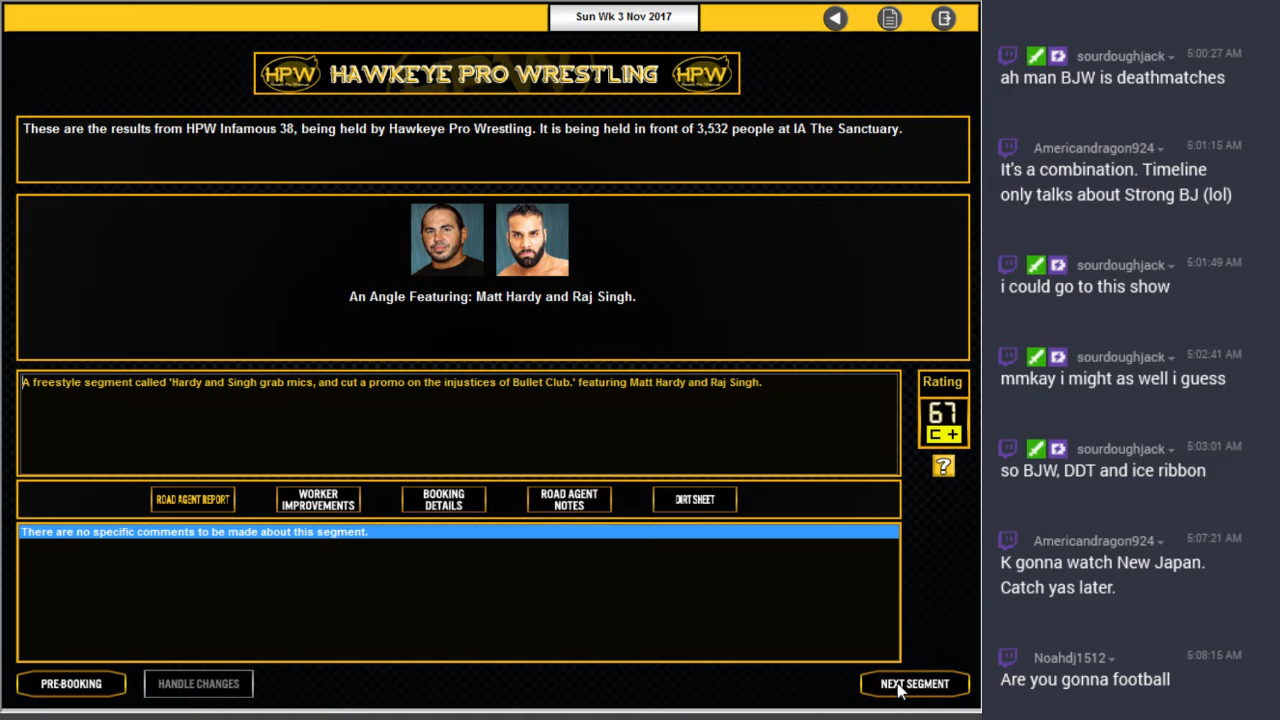 Sun Wk 3 Nov 2017
HPW HAWKEYE PRO WRESTLING HPW
These are the results from HPW Infamous 38, being held by Hawkeye Pro Wrestling. It is being held in front of 3,532 people at IA The Sanctuary.
An Angle Featuring: Matt Hardy and Raj Singh.
A freestyle segment called 'Hardy and Singh grab mics, and cut a promo on the injustices of Bullet Club.' featuring Matt Hardy and Raj Singh.
Rating
67
C +
?
ROAD AGENT REPORT
WORKER
IMPROVEMENTS
BOOKING
DETAILS
ROAD AGENT
NOTES
DIRT SHEET
There are no specific comments to be made about this segment.
PRE-BOOKING
HANDLE CHANGES
NEXT SEGMENT
sourdoughjack 5:00:27 AM
ah man BJW is deathmatches
Americandragon924 5:01:15 AM
It's a combination. Timeline
only talks about Strong BJ (lol)
sourdoughjack 5:01:49 AM
i could go to this show
sourdoughjack 5:02:41 AM
mmkay i might as well i guess
sourdoughjack 5:03:01 AM
so BJW, DDT and ice ribbon
Americandragon924 5:07:21 AM
K gonna watch New Japan.
Catch yas later.
Noahdj1512 5:08:15 AM
Are you gonna football